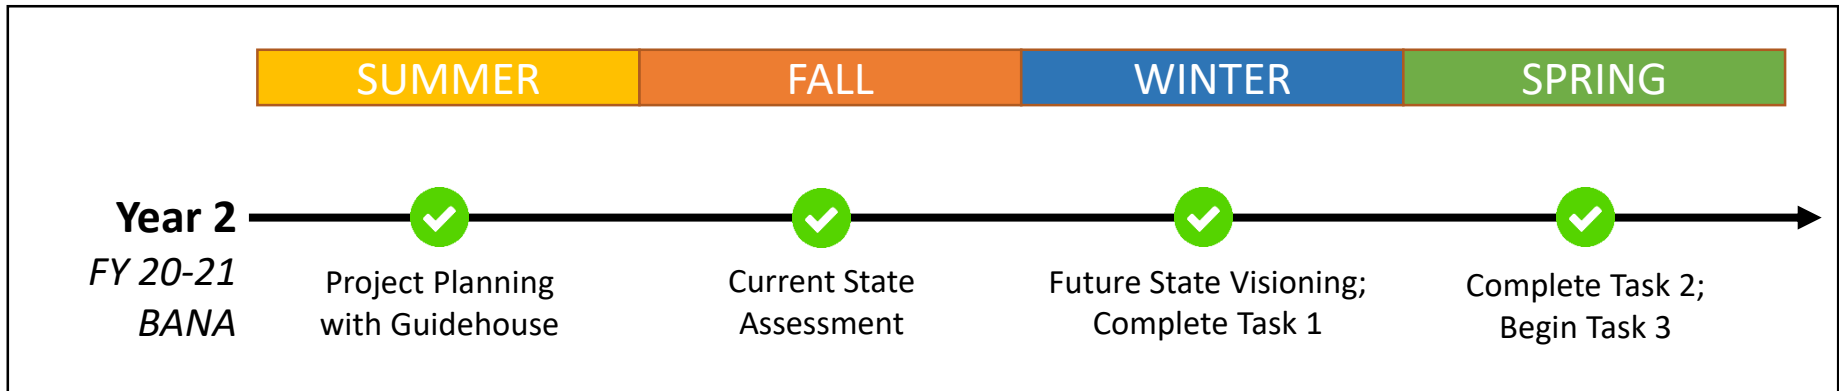 SUMMER
FALL
WINTER
SPRING
Year 2
FY 20-21
BANA
Project Planning
with Guidehouse
Current State
Assessment
Future State Visioning;
Complete Task 1
Complete Task 2;
Begin Task 3